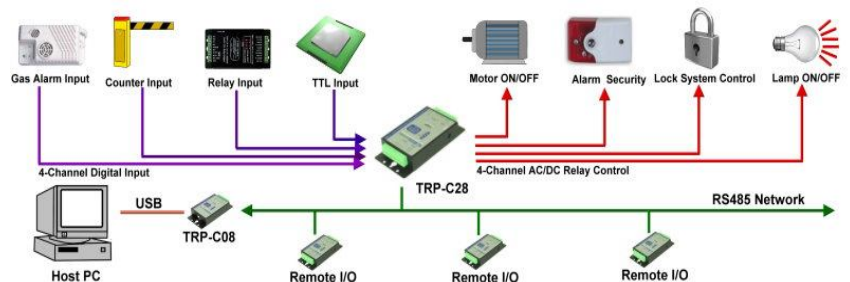 Gas Alarm Input
Counter Input
Relay Input
TTL Input
Motor ON/OFF
Alarm Security
Lock System Control
Lamp ON/OFF
4-Channel Digital Input
4-Channel AC/DC Relay Control
TRP-C28
USB
RS485 Network
TRP-C08
Host PC
Remote I/O
Remote I/O
Remote I/O